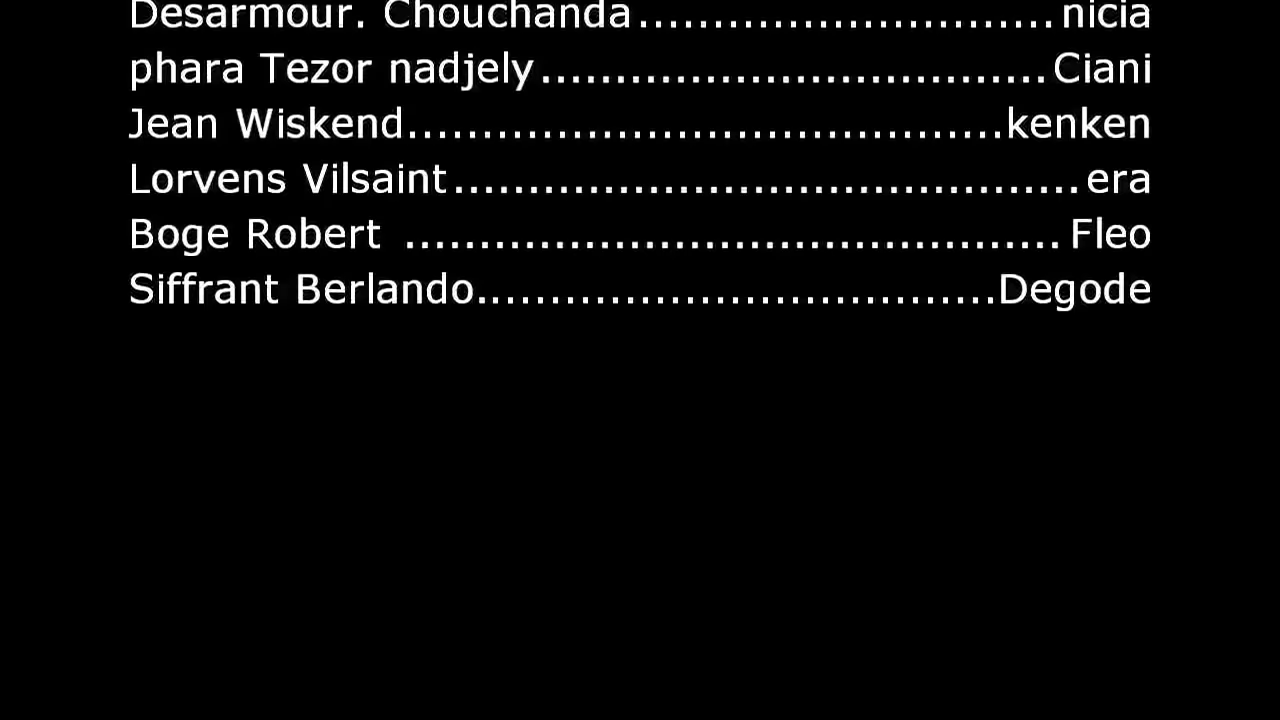 Desarmour. Chouchanda............................nicia
phara Tezor nadjely..................................Ciani
Jean Wiskend........................................kenken
Lorvens Vilsaint..........................................era
Boge Robert ............................................Fleo
Siffrant Berlando...................................Degode